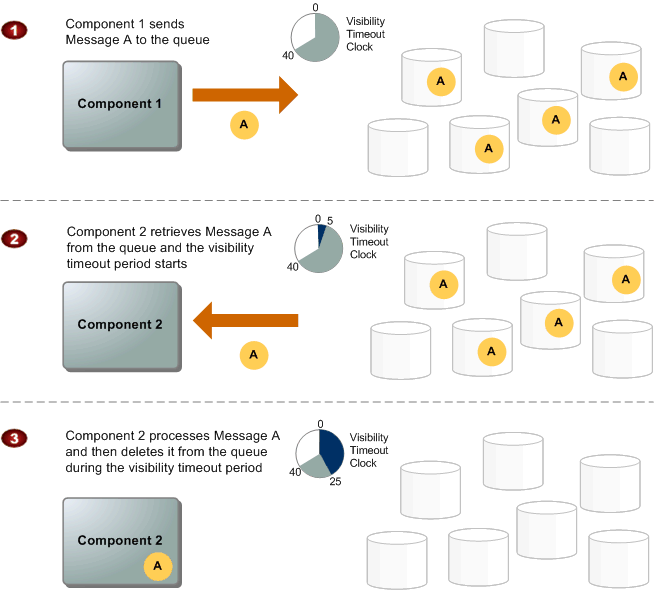 1
Component 1 sends
Message A to the queue
0
40
Visibility
Timeout
Clock
Component 1
A
A
A
A
A
2
Component 2 retrieves Message A
from the queue and the visibility
timeout period starts
0 5
40
Visibility
Timeout
Clock
Component 2
A
A
A
A
A
3
Component 2 processes Message A
and then deletes it from the queue
during the visibility timeout period
0
40
25
Visibility
Timeout
Clock
Component 2
A